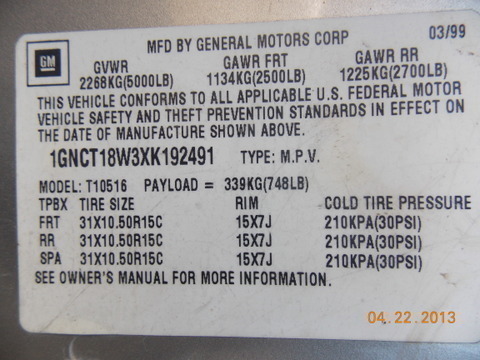 MFD BY GENERAL MOTORS CORP 03/99
GM
GVWR GAWR FRT GAWR RR
2268KG(5000LB) 1134KG(2500LB) 1225KG(2700LB)
THIS VEHICLE CONFORMS TO ALL APPLICABLE U.S. FEDERAL MOTOR
VEHICLE SAFETY AND THEFT PREVENTION STANDARDS IN EFFECT ON
THE DATE OF MANUFACTURE SHOWN ABOVE.
1GNCT18W3XK192491 TYPE: M.P.V.
MODEL: T10516 PAYLOAD = 339KG(748LB)
TPBX TIRE SIZE RIM COLD TIRE PRESSURE
FRT 31X10.50R15C 15X7J 210KPA(30PSI)
RR 31X10.50R15C 15X7J 210KPA(30PSI)
SPA 31X10.50R15C 15X7J 210KPA(30PSI)
SEE OWNER'S MANUAL FOR MORE INFORMATION.
04.22.2013